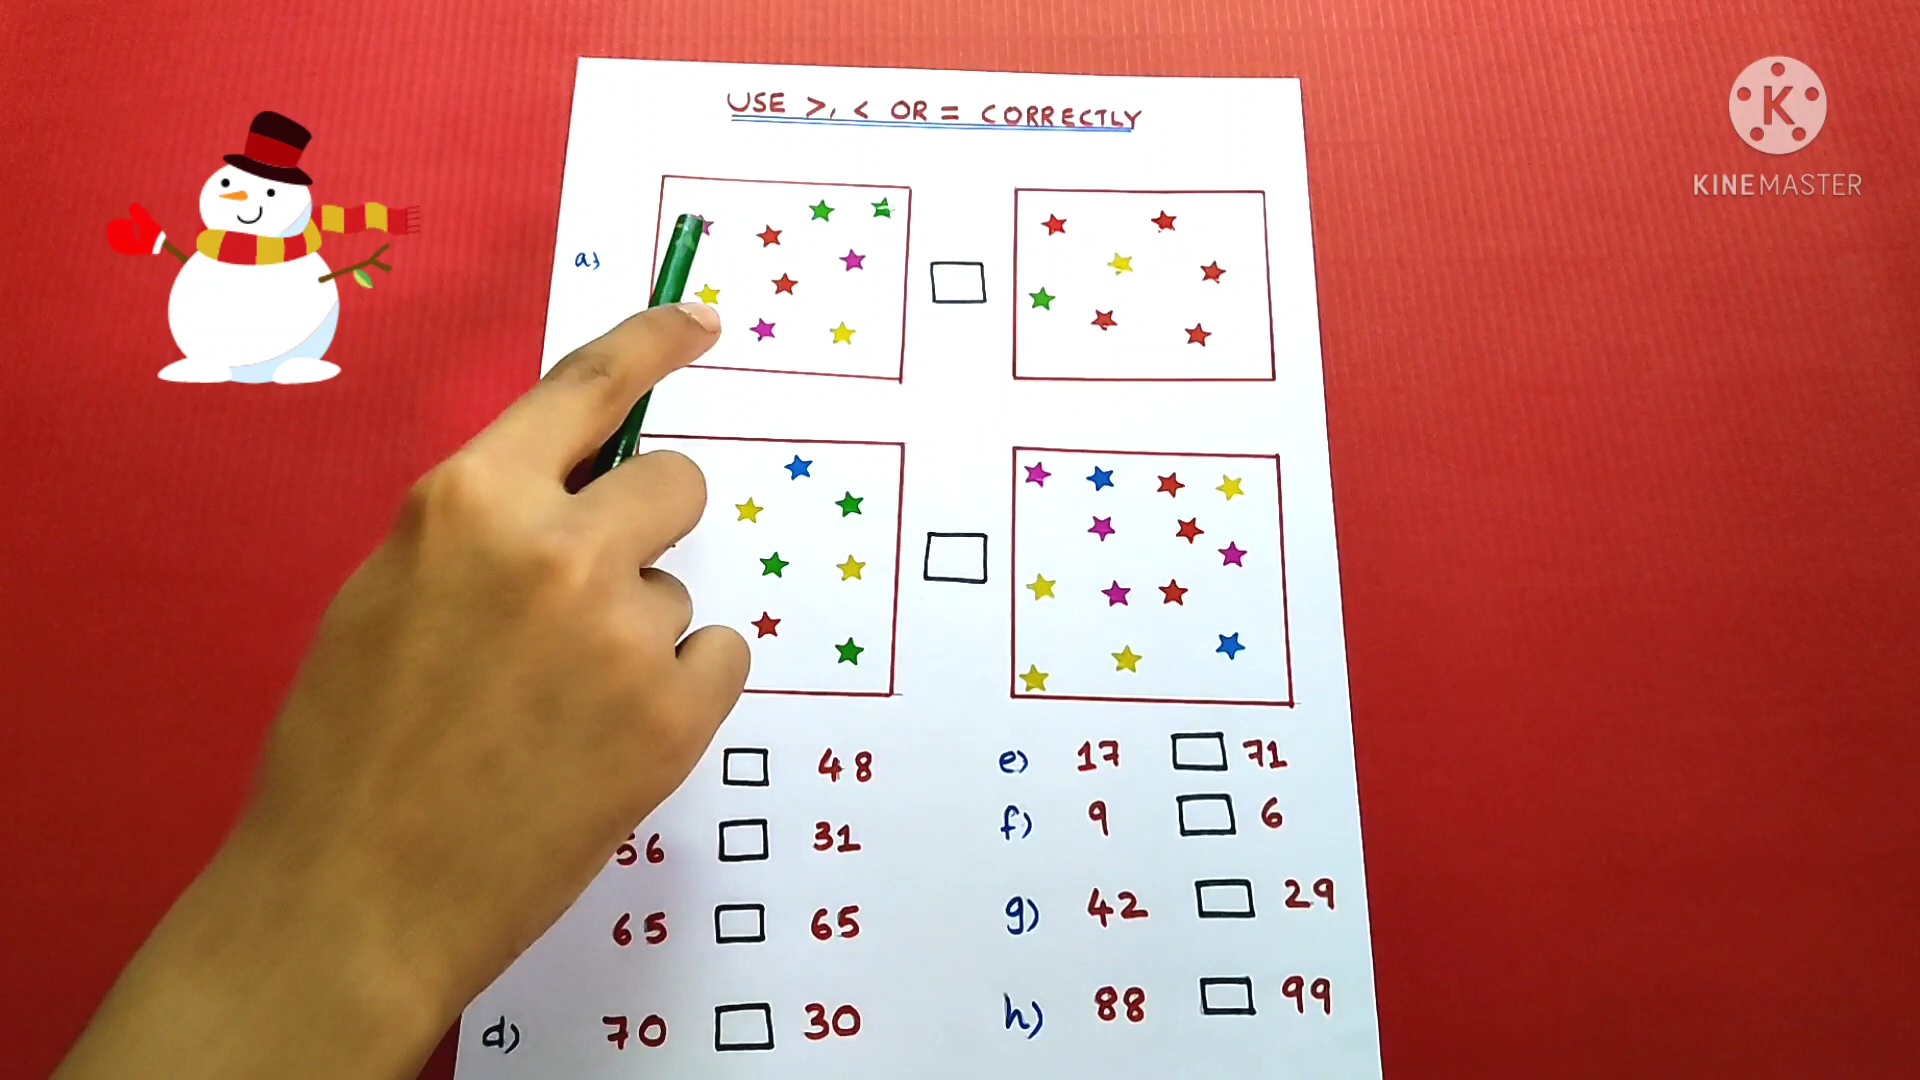 USE >, < OR = CORRECTLY
a)
48
56 31
65 65
d) 70 30
e) 17 71
f) 9 6
g) 42 29
h) 88 99
K
KINEMASTER